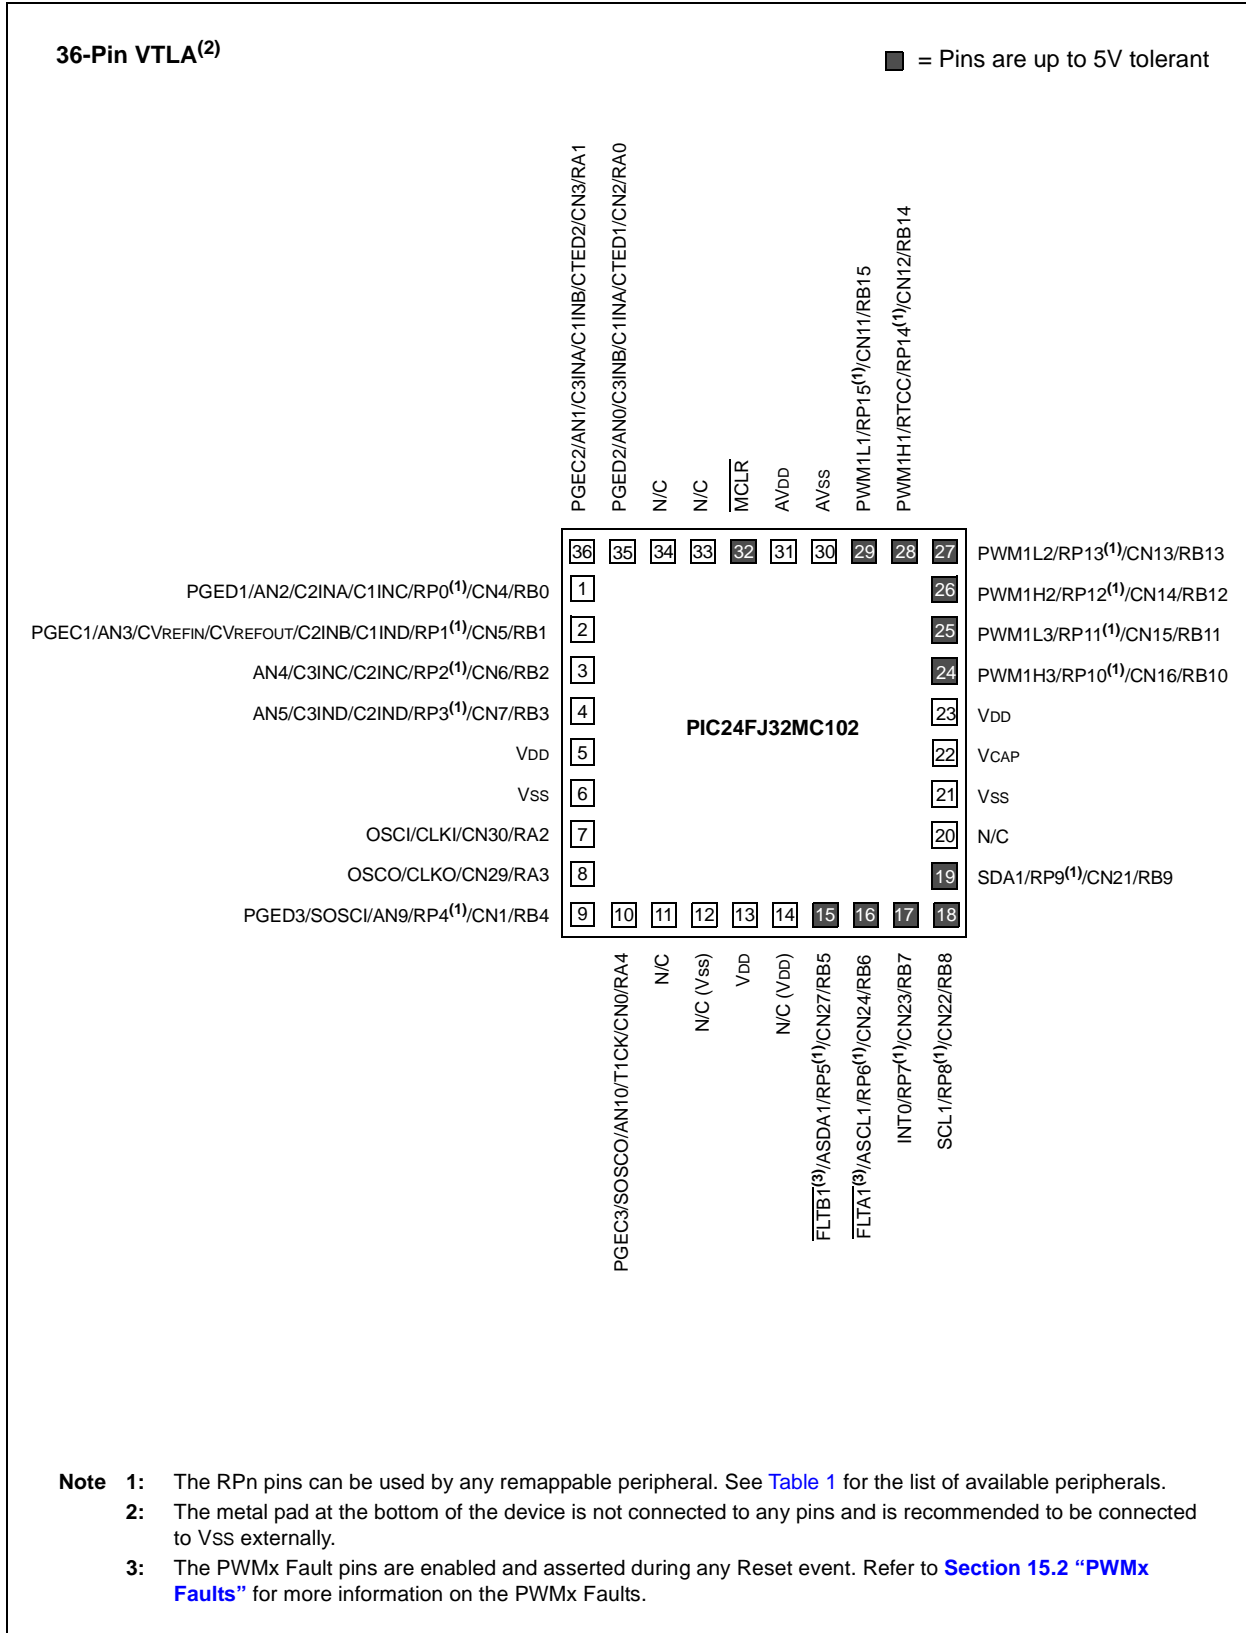 36-Pin VTLA(2)
= Pins are up to 5V tolerant
PGEC2/AN1/C3INA/C1INB/CTED2/CN3/RA1
PGED2/AN0/C3INB/C1INA/CTED1/CN2/RA0
N/C
N/C
MCLR
AVDD
AVSS
PWM1L1/RP15(1)/CN11/RB15
PWM1H1/RTCC/RP14(1)/CN12/RB14
36 35 34 33 32 31 30 29 28 27 PWM1L2/RP13(1)/CN13/RB13
PGED1/AN2/C2INA/C1INC/RP0(1)/CN4/RB0 1 26 PWM1H2/RP12(1)/CN14/RB12
PGEC1/AN3/CVREFIN/CVREFOUT/C2INB/C1IND/RP1(1)/CN5/RB1 2 25 PWM1L3/RP11(1)/CN15/RB11
AN4/C3INC/C2INC/RP2(1)/CN6/RB2 3 24 PWM1H3/RP10(1)/CN16/RB10
AN5/C3IND/C2IND/RP3(1)/CN7/RB3 4 23 VDD
PIC24FJ32MC102
VDD 5 22 VCAP
VSS 6 21 VSS
OSCI/CLKI/CN30/RA2 7 20 N/C
OSCO/CLKO/CN29/RA3 8 19 SDA1/RP9(1)/CN21/RB9
PGED3/SOSCI/AN9/RP4(1)/CN1/RB4 9 10 11 12 13 14 15 16 17 18
PGEC3/SOSCO/AN10/T1CK/CN0/RA4
N/C
N/C (Vss)
VDD
N/C (VDD)
FLTB1(3)/ASDA1/RP5(1)/CN27/RB5
FLTA1(3)/ASCL1/RP6(1)/CN24/RB6
INT0/RP7(1)/CN23/RB7
SCL1/RP8(1)/CN22/RB8
Note 1: The RPn pins can be used by any remappable peripheral. See Table 1 for the list of available peripherals.
2: The metal pad at the bottom of the device is not connected to any pins and is recommended to be connected
to VSS externally.
3: The PWMx Fault pins are enabled and asserted during any Reset event. Refer to Section 15.2 “PWMx
Faults” for more information on the PWMx Faults.